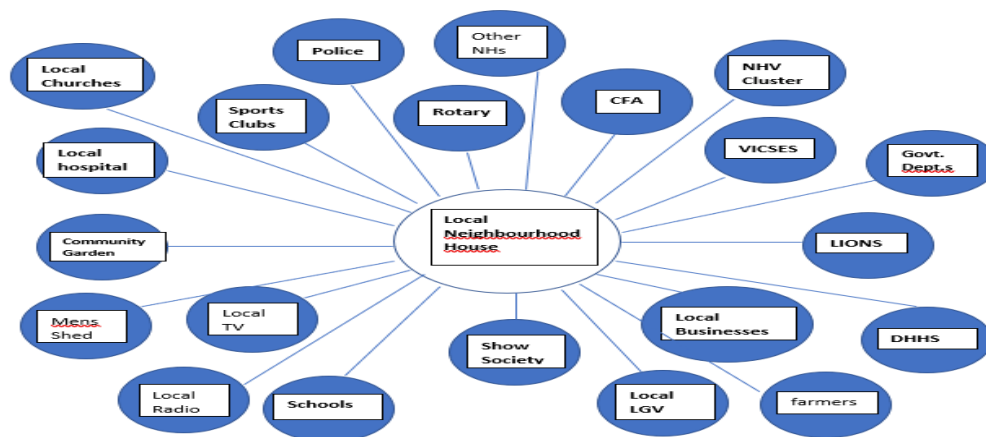 Other
NHs
Police
NHV
Cluster
Local
Churches
CFA
Rotary
Sports
Clubs
VICSES
Govt.
Dept.s
Local
hospital
Local
Neighbourhood
House
Community
Garden
LIONS
Mens
Shed
Local
TV
Local
Businesses
DHHS
Show
Society
Local
Radio
Schools
Local
LGV
farmers